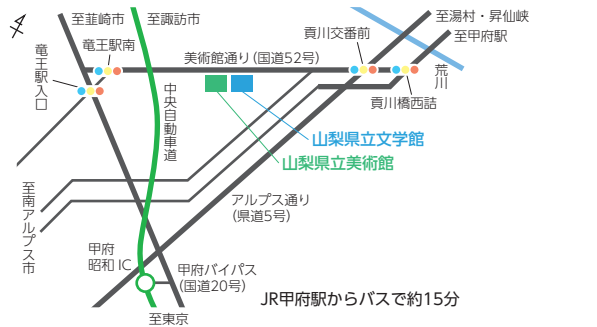 至韮崎市
至諏訪市
至湯村・昇仙峡
貢川交番前
至甲府駅
竜王駅南
美術館通り(国道52号)
竜王駅入口
荒川
中央自動車道
貢川橋西詰
山梨県立文学館
山梨県立美術館
至南アルプス市
アルプス通り
(県道5号)
甲府
昭和 IC
甲府バイパス
(国道20号)
JR甲府駅からバスで約15分
至東京